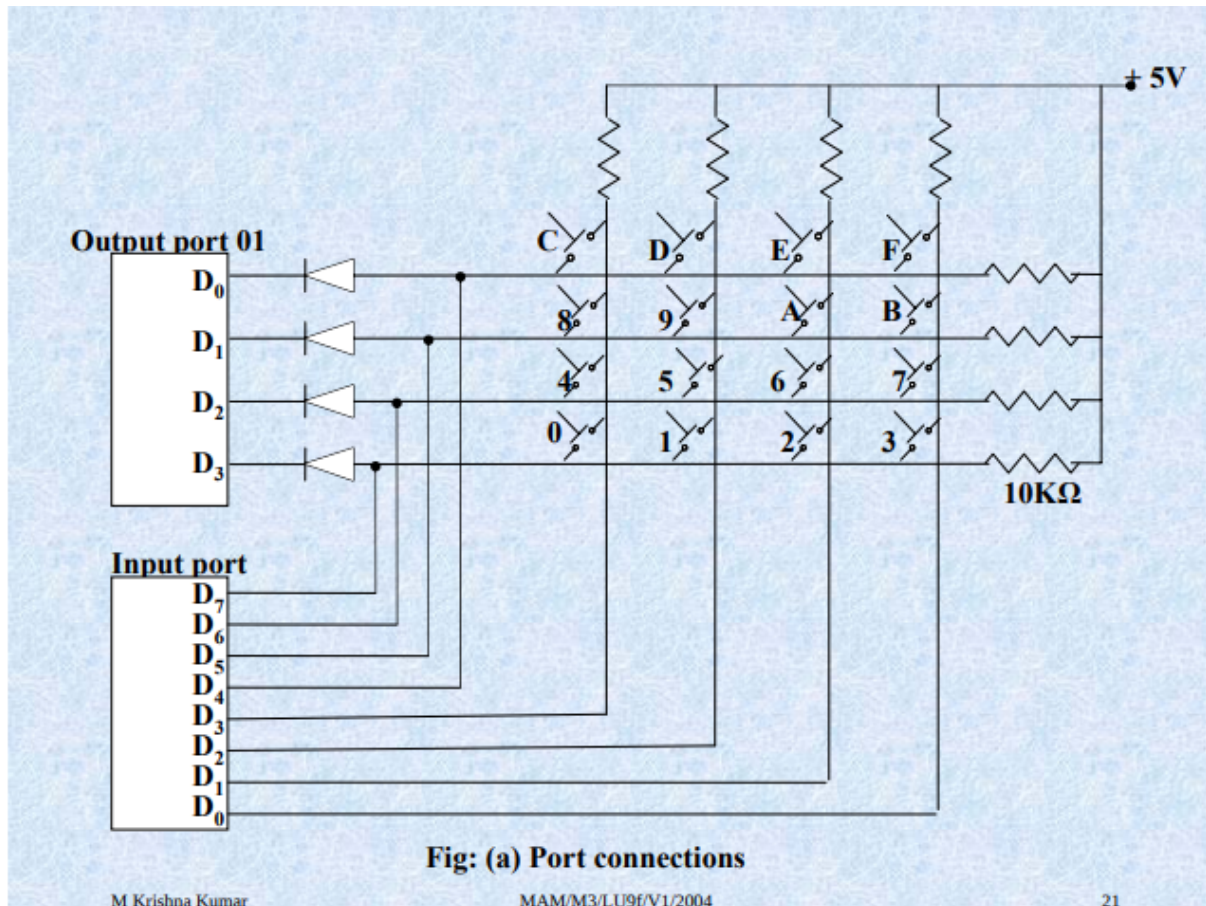 + 5V
C D E F
Output port 01
D0
8 9 A B
D1
4 5 6 7
D2
0 1 2 3
D3
10KΩ
Input port
D7
D6
D5
D4
D3
D2
D1
D0
Fig: (a) Port connections
M Krishna Kumar MAM/M3/LU9f/V1/2004 21